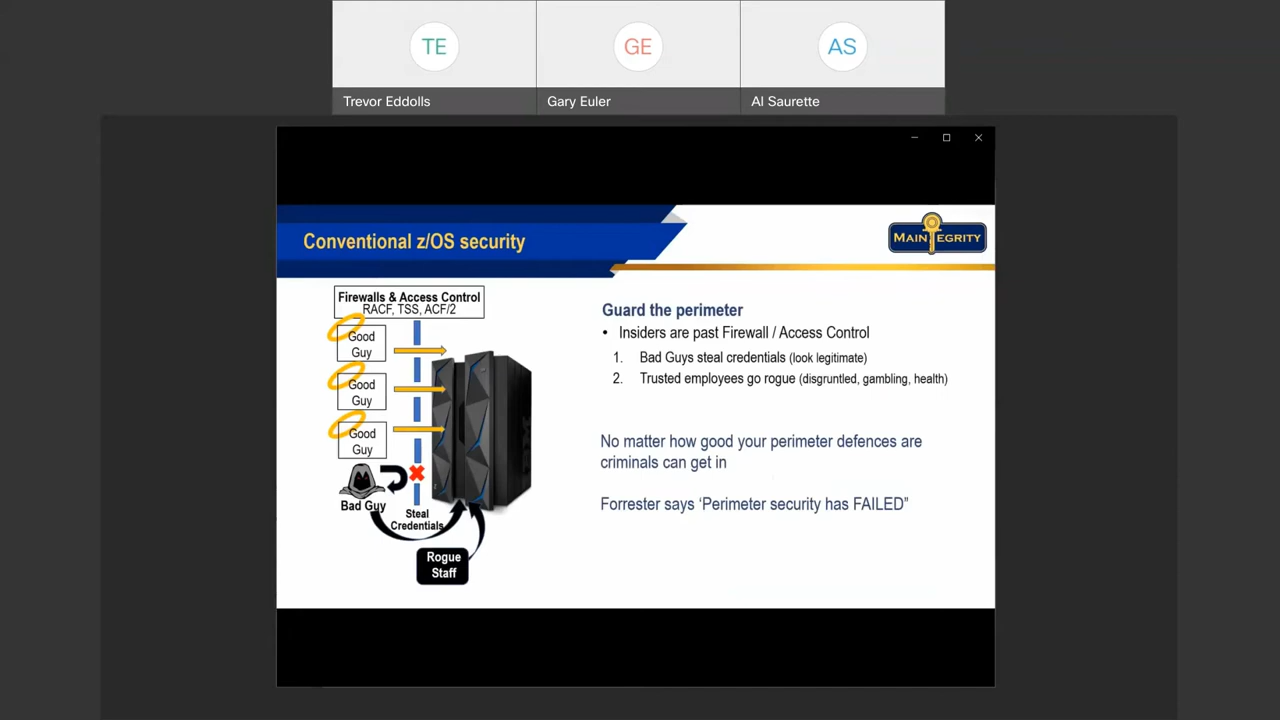 TE
GE
AS
Trevor Eddolls
Gary Euler
Al Saurette
Conventional z/OS security
MAINTEGRITY
Firewalls & Access Control
RACF, TSS, ACF/2
Good
Guy
Good
Guy
Good
Guy
Bad Guy
Steal
Credentials
Rogue
Staff
Guard the perimeter
• Insiders are past Firewall / Access Control
1. Bad Guys steal credentials (look legitimate)
2. Trusted employees go rogue (disgruntled, gambling, health)
No matter how good your perimeter defences are
criminals can get in
Forrester says ‘Perimeter security has FAILED”